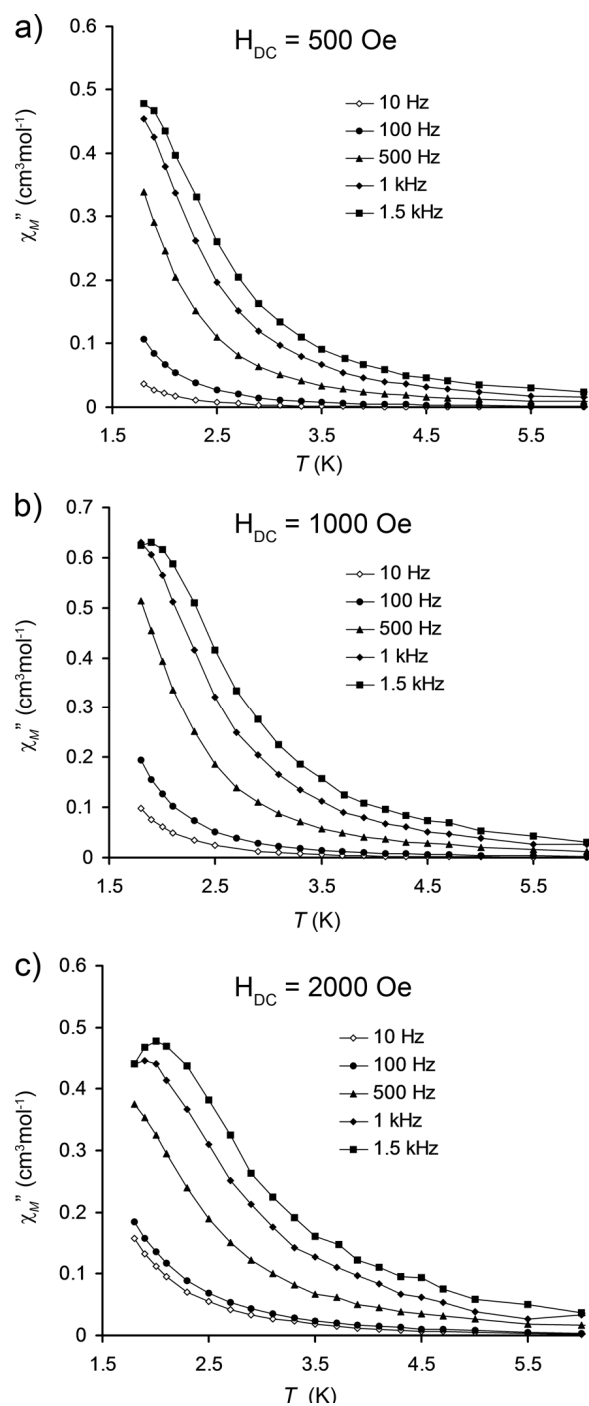 a)
H_DC = 500 Oe
0.6
0.5
0.4
0.3
0.2
0.1
0
χ_M" (cm³mol⁻¹)
10 Hz
100 Hz
500 Hz
1 kHz
1.5 kHz
1.5 2.5 3.5 4.5 5.5
T (K)
b)
H_DC = 1000 Oe
0.7
0.6
0.5
0.4
0.3
0.2
0.1
0
χ_M" (cm³mol⁻¹)
10 Hz
100 Hz
500 Hz
1 kHz
1.5 kHz
1.5 2.5 3.5 4.5 5.5
T (K)
c)
H_DC = 2000 Oe
0.6
0.5
0.4
0.3
0.2
0.1
0
χ_M" (cm³mol⁻¹)
10 Hz
100 Hz
500 Hz
1 kHz
1.5 kHz
1.5 2.5 3.5 4.5 5.5
T (K)